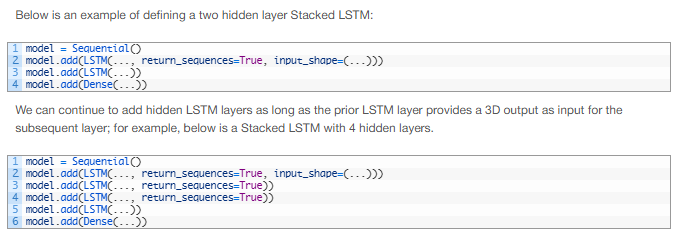 Below is an example of defining a two hidden layer Stacked LSTM:
1 model = Sequential()
2 model.add(LSTM(..., return_sequences=True, input_shape=(...)))
3 model.add(LSTM(...))
4 model.add(Dense(...))
We can continue to add hidden LSTM layers as long as the prior LSTM layer provides a 3D output as input for the
subsequent layer; for example, below is a Stacked LSTM with 4 hidden layers.
1 model = Sequential()
2 model.add(LSTM(..., return_sequences=True, input_shape=(...)))
3 model.add(LSTM(..., return_sequences=True))
4 model.add(LSTM(..., return_sequences=True))
5 model.add(LSTM(...))
6 model.add(Dense(...))